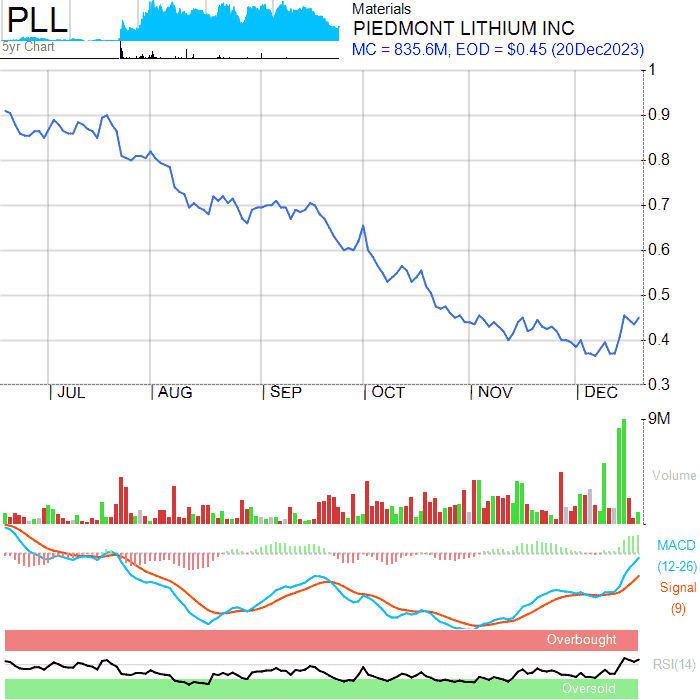 PLL
5yr Chart
Materials
PIEDMONT LITHIUM INC
MC = 835.6M, EOD = $0.45 (20Dec2023)
1
0.9
0.8
0.7
0.6
0.5
0.4
0.3
JUL AUG SEP OCT NOV DEC
9M
Volume
MACD
(12-26)
Signal
(9)
Overbought
RSI(14)
Oversold